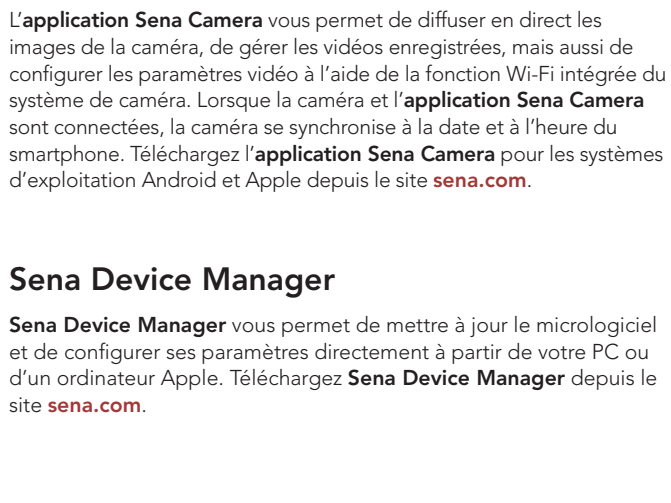 L’application Sena Camera vous permet de diffuser en direct les
images de la caméra, de gérer les vidéos enregistrées, mais aussi de
configurer les paramètres vidéo à l’aide de la fonction Wi-Fi intégrée du
système de caméra. Lorsque la caméra et l’application Sena Camera
sont connectées, la caméra se synchronise à la date et à l’heure du
smartphone. Téléchargez l’application Sena Camera pour les systèmes
d’exploitation Android et Apple depuis le site sena.com.
Sena Device Manager
Sena Device Manager vous permet de mettre à jour le micrologiciel
et de configurer ses paramètres directement à partir de votre PC ou
d’un ordinateur Apple. Téléchargez Sena Device Manager depuis le
site sena.com.